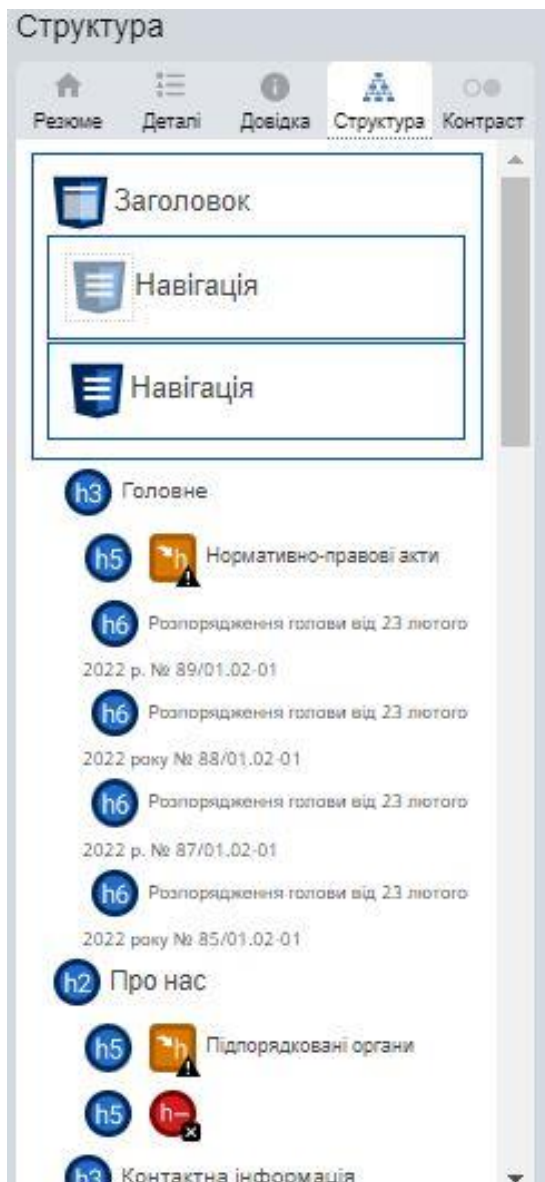 Структура
Резюме Деталі Довідка Структура Контраст
Заголовок
Навігація
Навігація
h3 Головне
h5 h Нормативно-правові акти
h6 Розпорядження голови від 23 лютого
2022 р. № 89/01.02-01
h6 Розпорядження голови від 23 лютого
2022 року № 88/01.02-01
h6 Розпорядження голови від 23 лютого
2022 р. № 87/01.02-01
h6 Розпорядження голови від 23 лютого
2022 року № 85/01.02-01
h2 Про нас
h5 h Підпорядковані органи
h5 h–
h3 Контактна інформація